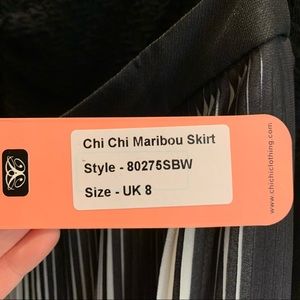 Chi Chi Maribou Skirt
Style - 80275SBW
Size - UK 8
www.chichiclothing.com